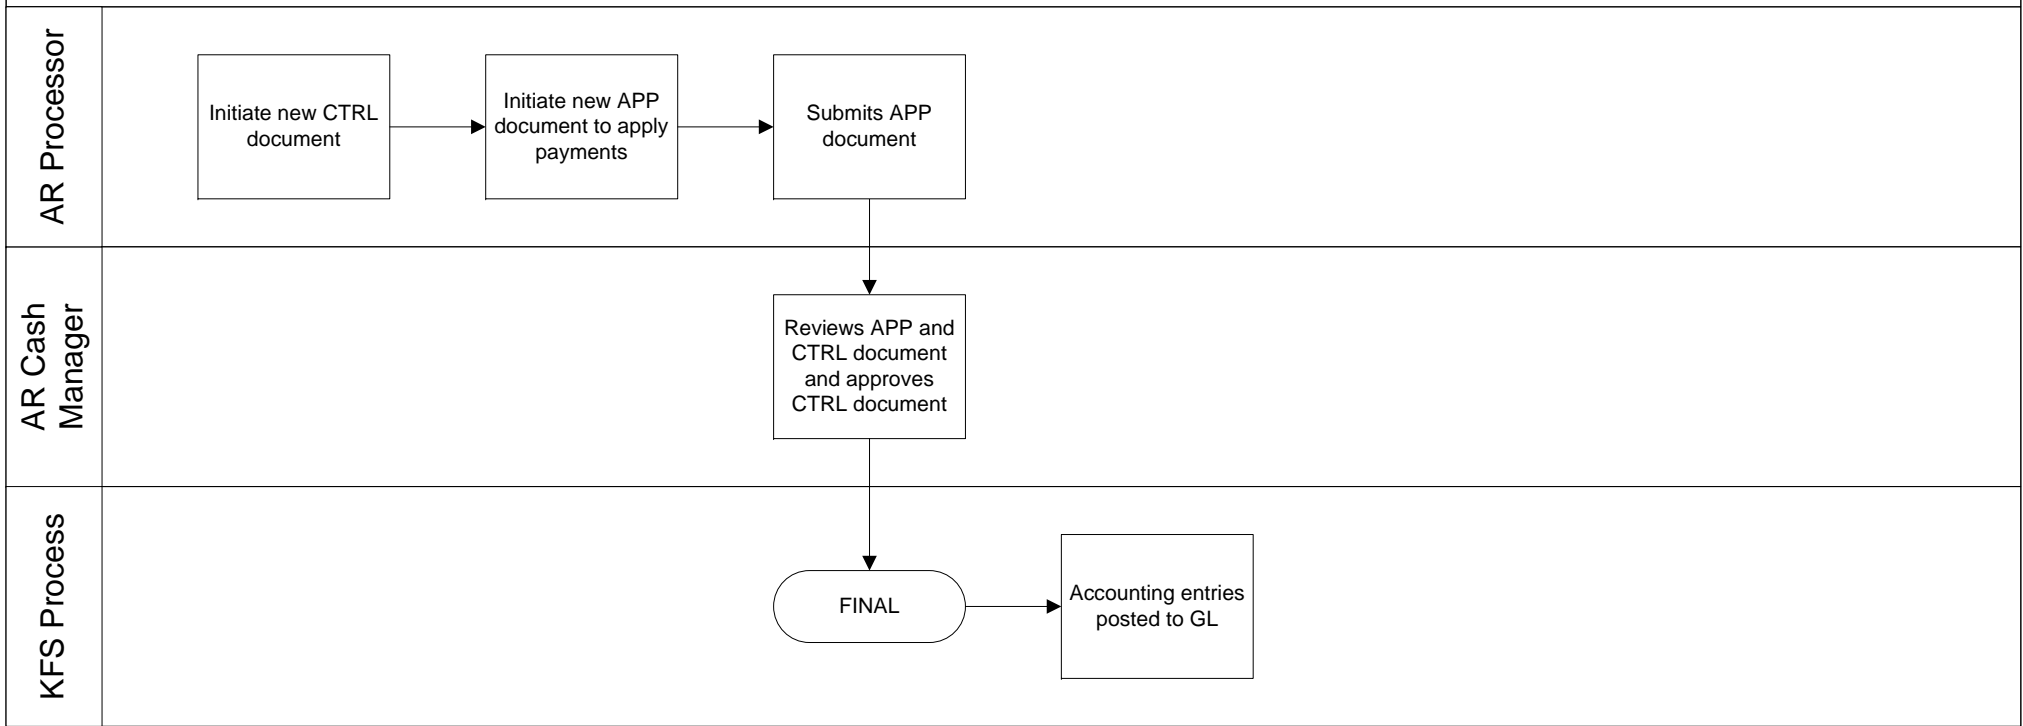 AR Processor
Initiate new CTRL
document
Initiate new APP
document to apply
payments
Submits APP
document
AR Cash
Manager
Reviews APP and
CTRL document
and approves
CTRL document
KFS Process
FINAL
Accounting entries
posted to GL